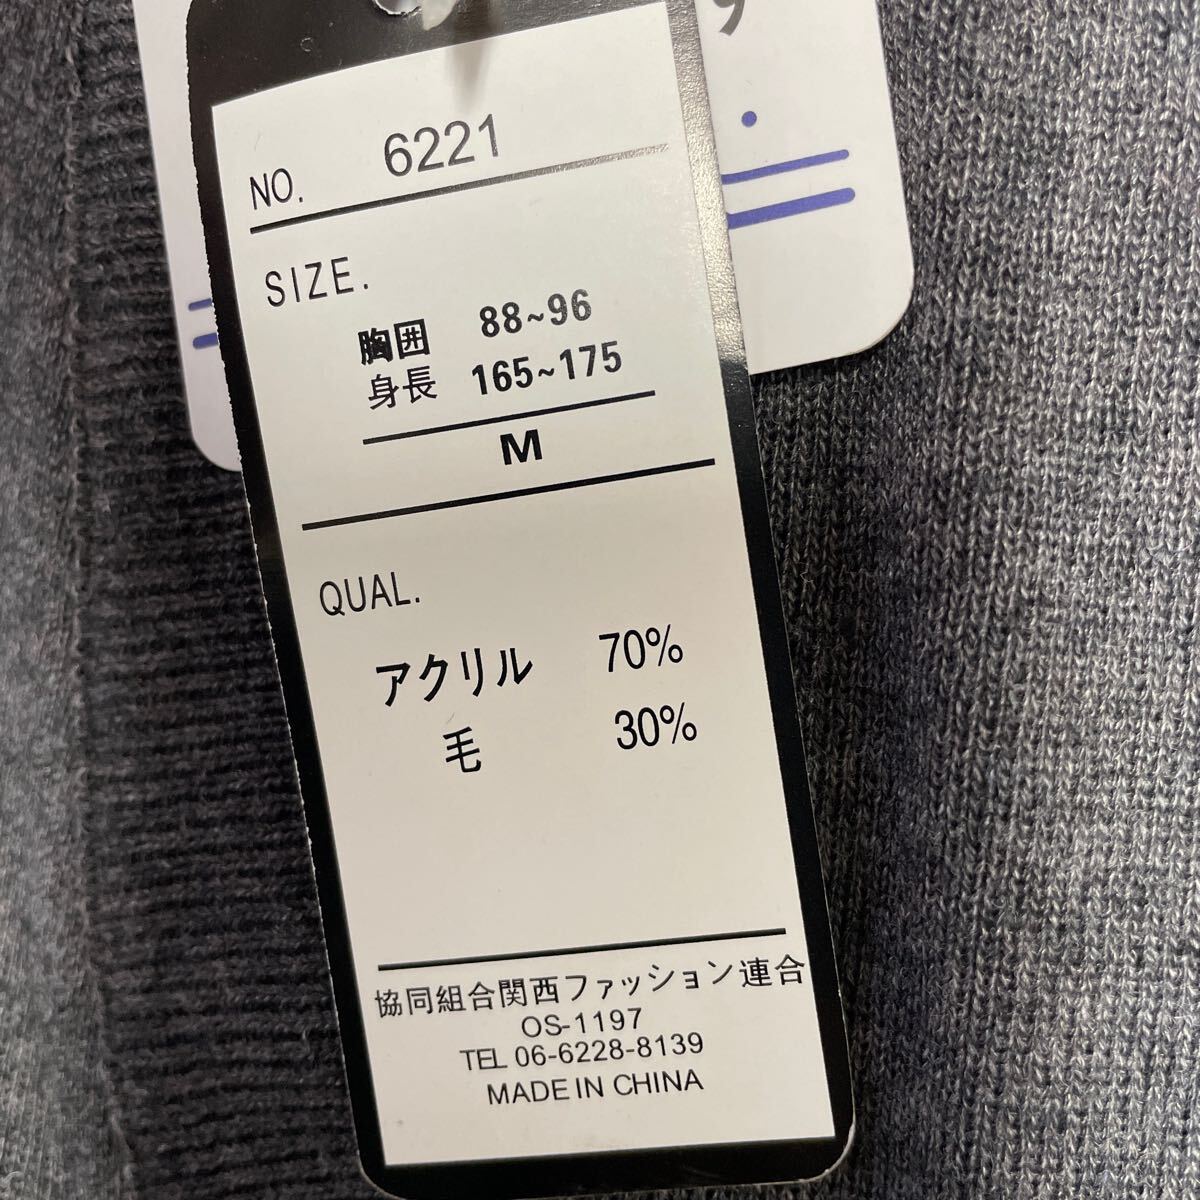 NO. 6221
SIZE.
胸囲 88~96
身長 165~175
M
QUAL.
アクリル 70%
毛 30%
協同組合関西ファッション連合
OS-1197
TEL 06-6228-8139
MADE IN CHINA